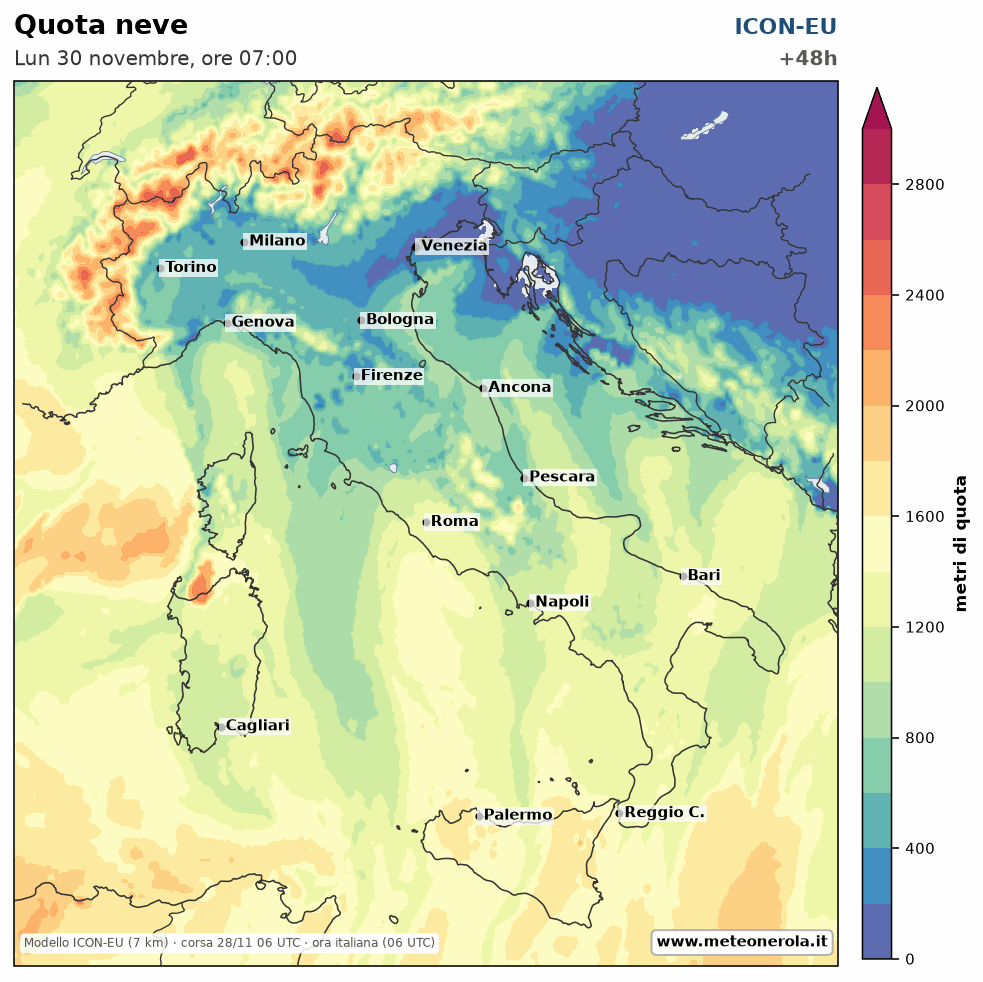 Quota neve
ICON-EU
Lun 30 novembre, ore 07:00
+48h
Milano
Venezia
Torino
Genova
Bologna
Firenze
Ancona
Pescara
Roma
Bari
Napoli
Cagliari
Palermo
Reggio C.
2800
2400
2000
1600
1200
800
400
0
metri di quota
Modello ICON-EU (7 km) · corsa 28/11 06 UTC · ora italiana (06 UTC)
www.meteonerola.it